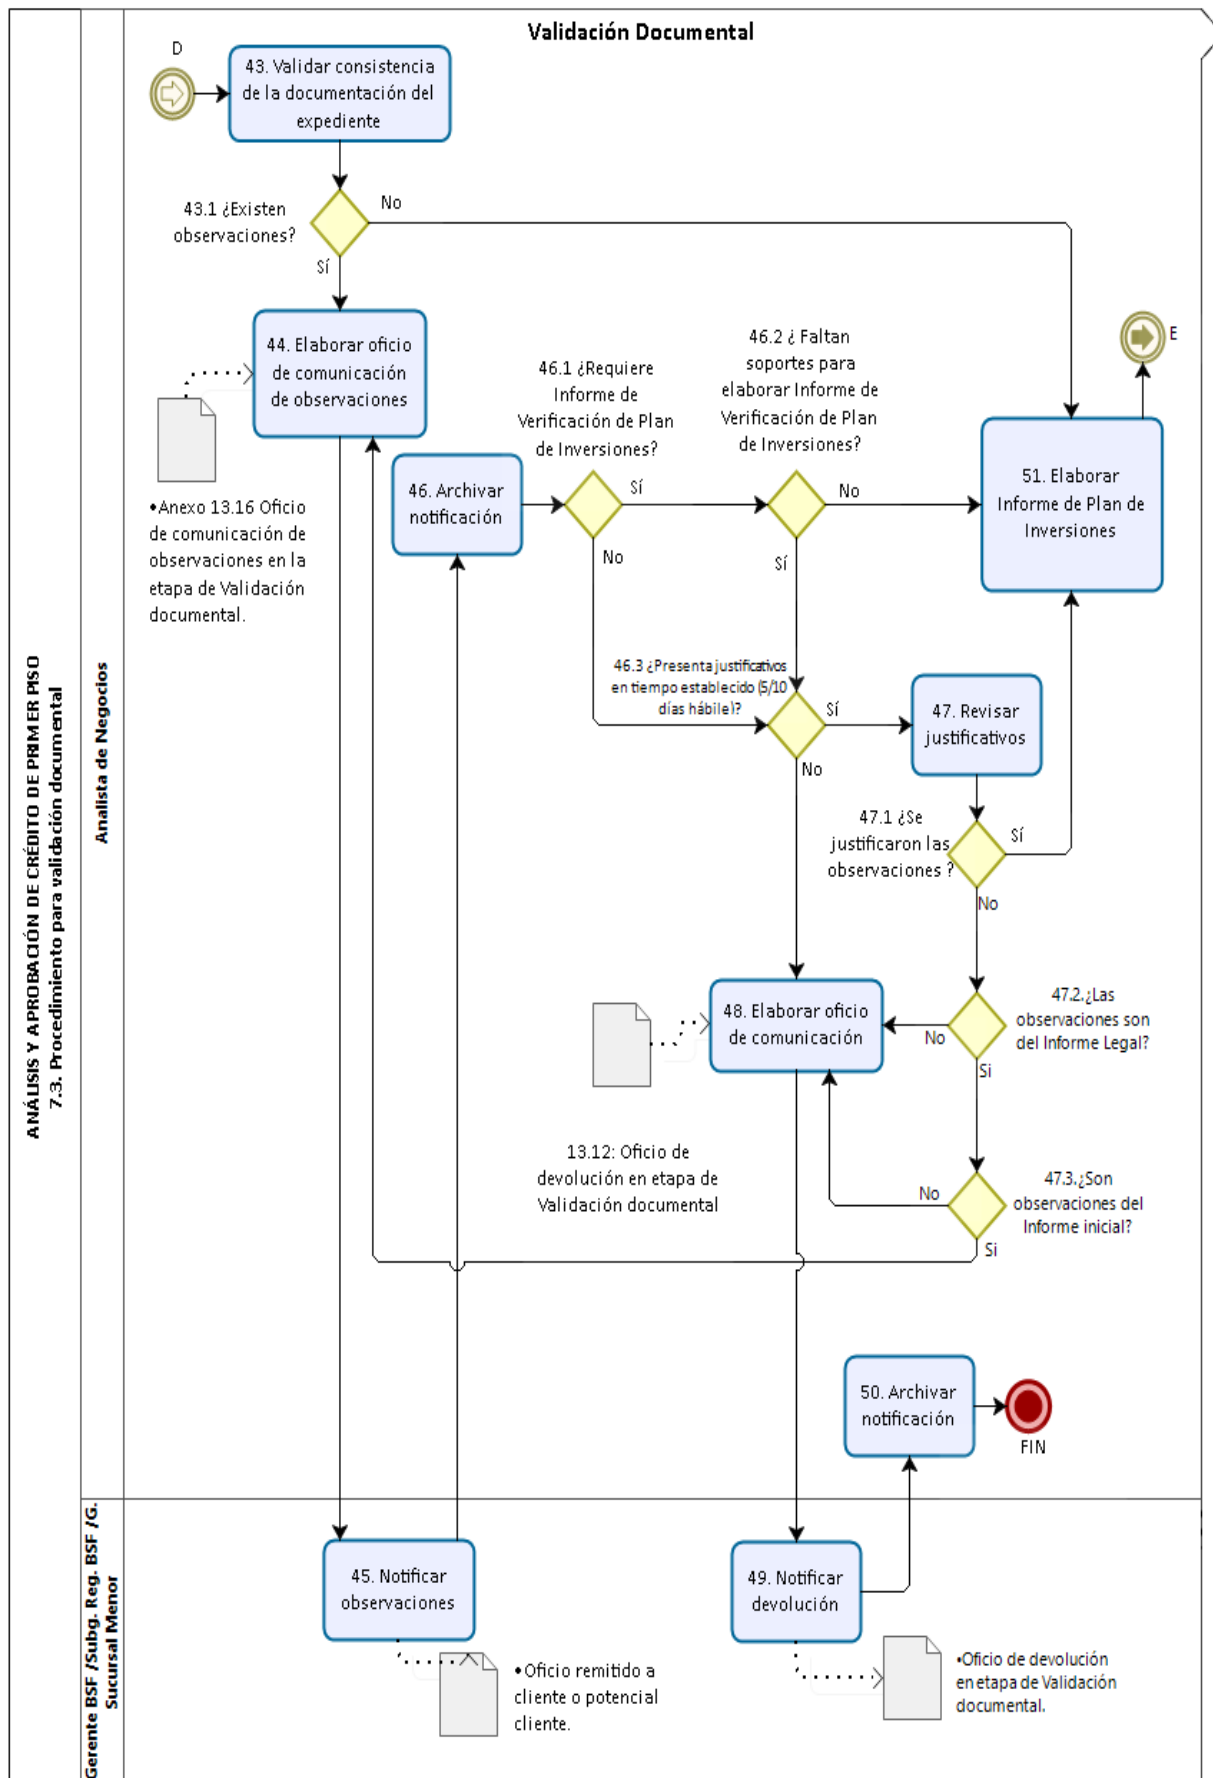 Validación Documental
ANÁLISIS Y APROBACIÓN DE CRÉDITO DE PRIMER PISO
7.3. Procedimiento para validación documental
Analista de Negocios
D
43. Validar consistencia
de la documentación del
expediente
43.1 ¿Existen
observaciones?
No
Sí
44. Elaborar oficio
de comunicación
de observaciones
•Anexo 13.16 Oficio
de comunicación de
observaciones en la
etapa de Validación
documental.
46. Archivar
notificación
46.1 ¿Requiere
Informe de
Verificación de Plan
de Inversiones?
Sí
No
46.2 ¿ Faltan
soportes para
elaborar Informe de
Verificación de Plan
de Inversiones?
No
Sí
E
51. Elaborar
Informe de Plan de
Inversiones
46.3 ¿Presenta justificativos
en tiempo establecido (5/10
días hábile)?
Sí
No
47. Revisar
justificativos
47.1 ¿Se
justificaron las
observaciones ?
Sí
No
47.2.¿Las
observaciones son
del Informe Legal?
No
Si
48. Elaborar oficio
de comunicación
13.12: Oficio de
devolución en etapa de
Validación documental
47.3.¿Son
observaciones del
Informe inicial?
No
Si
50. Archivar
notificación
FIN
Gerente BSF /Subg. Reg. BSF /G.
Sucursal Menor
45. Notificar
observaciones
•Oficio remitido a
cliente o potencial
cliente.
49. Notificar
devolución
•Oficio de devolución
en etapa de Validación
documental.